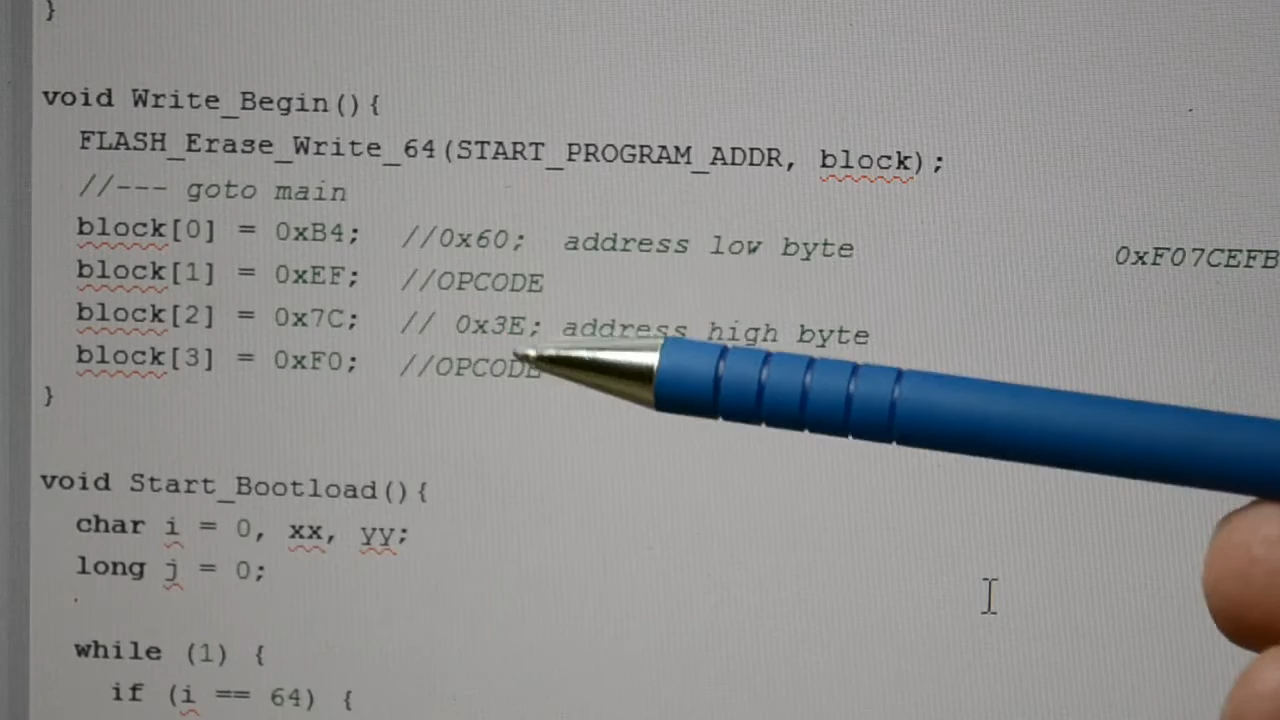 }
void Write_Begin(){
FLASH_Erase_Write_64(START_PROGRAM_ADDR, block);
//--- goto main
block[0] = 0xB4; //0x60; address low byte 0xF07CEFB
block[1] = 0xEF; //OPCODE
block[2] = 0x7C; // 0x3E; address high byte
block[3] = 0xF0; //OPCODE
}
void Start_Bootload(){
char i = 0, xx, yy;
long j = 0;
while (1) {
if (i == 64) {